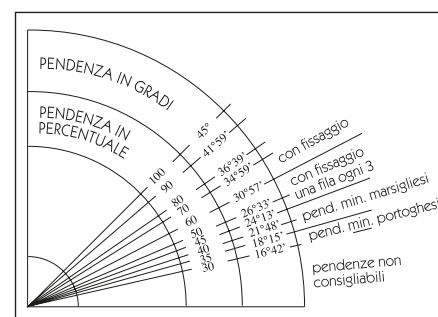 PENDENZA IN GRADI
PENDENZA IN
PERCENTUALE
100
90
80
70
60
50
45
40
35
30
45°
41°59'
36°39'
34°59'
30°57'
26°33'
24°13'
21°48'
18°15'
16°42'
con fissaggio
con fissaggio
una fila ogni 3
pend. min. marsigliesi
pend. min. portoghesi
pendenze non
consigliabili